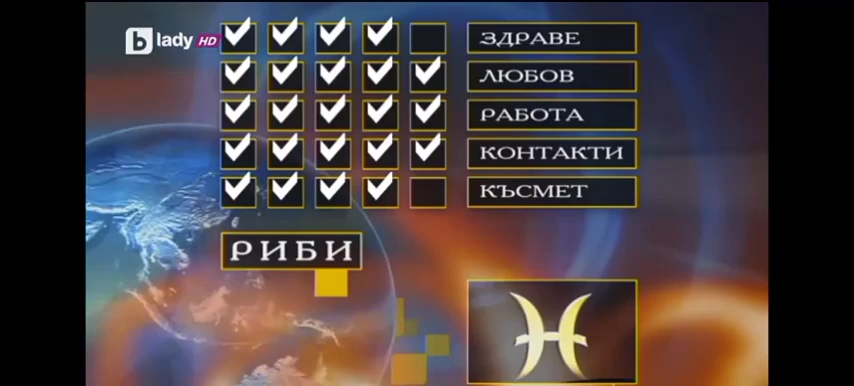 b lady HD
ЗДРАВЕ
ЛЮБОВ
РАБОТА
КОНТАКТИ
КЪСМЕТ
РИБИ